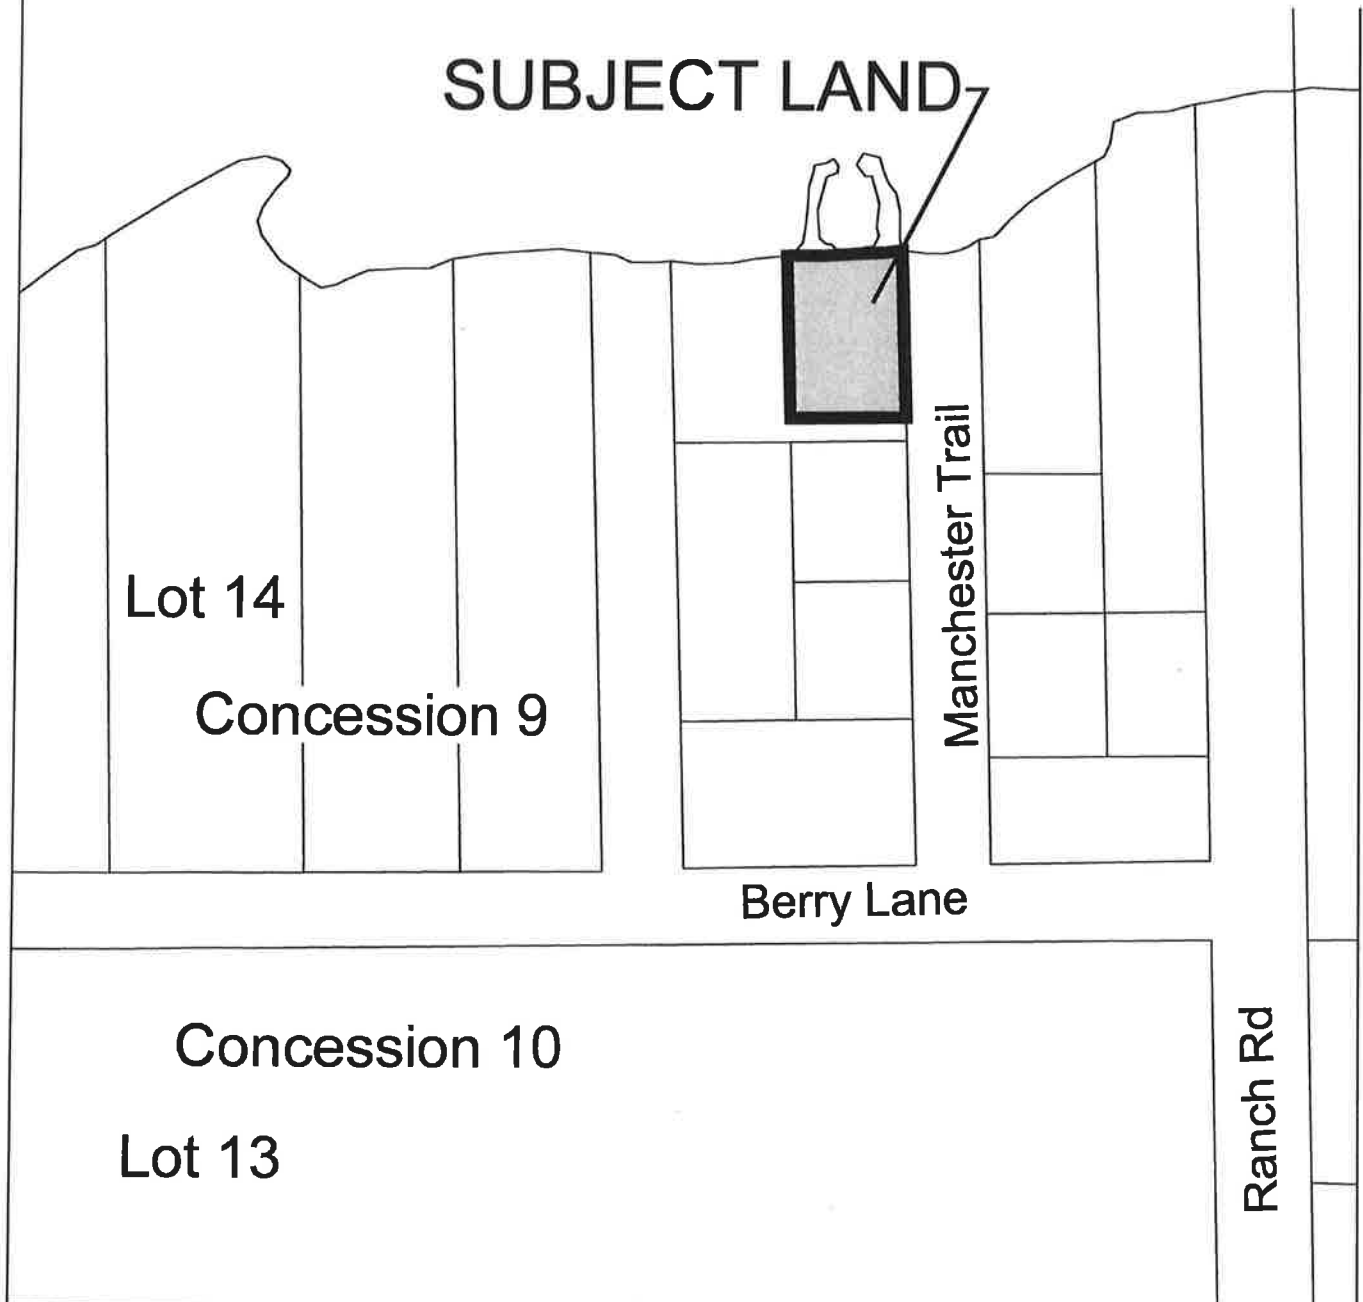 SUBJECT LAND
Manchester Trail
Lot 14
Concession 9
Berry Lane
Concession 10
Ranch Rd
Lot 13